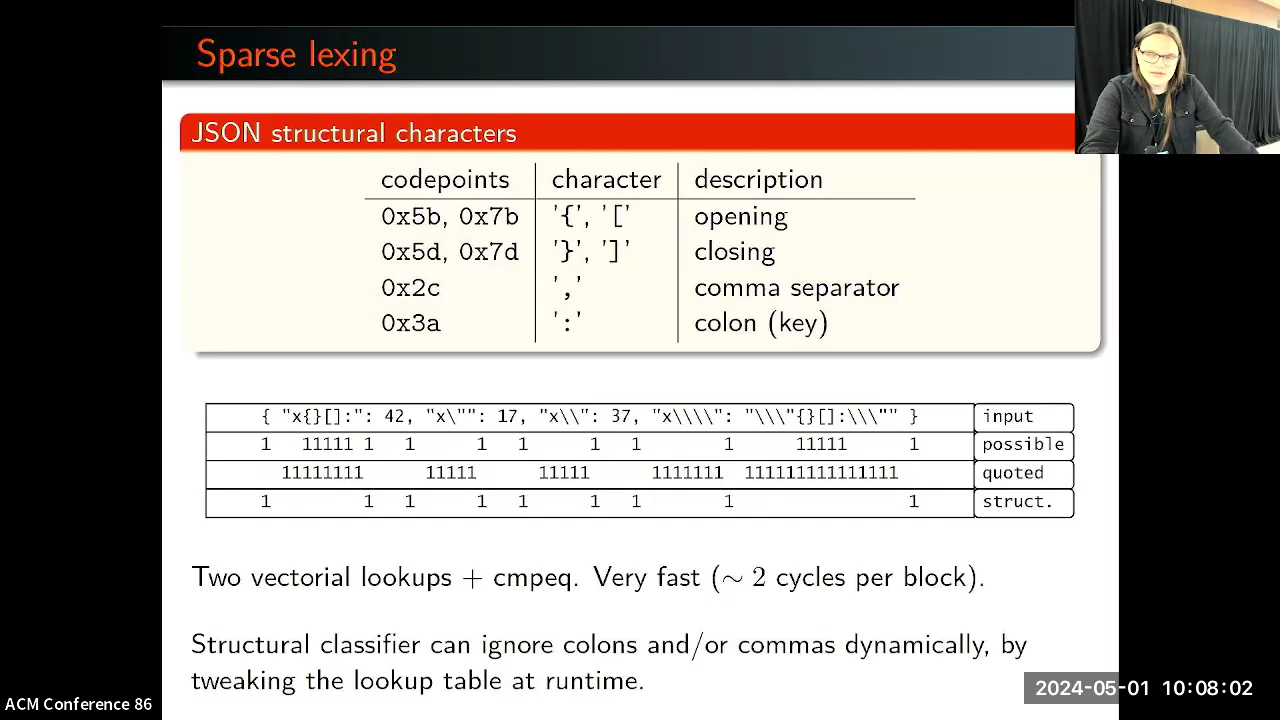 Sparse lexing
JSON structural characters
codepoints character description
0x5b, 0x7b '{', '[' opening
0x5d, 0x7d '}', ']' closing
0x2c ',' comma separator
0x3a ':' colon (key)
{ "x{}[]:": 42, "x\"": 17, "x\\": 37, "x\\\\": "\\\"{}[]:\\\"" } input
1 11111 1 1 1 1 1 1 1 11111 1 possible
11111111 11111 11111 1111111 111111111111111 quoted
1 1 1 1 1 1 1 1 1 struct.
Two vectorial lookups + cmpeq. Very fast (∼ 2 cycles per block).
Structural classifier can ignore colons and/or commas dynamically, by
tweaking the lookup table at runtime.
2024-05-01 10:08:02
ACM Conference 86